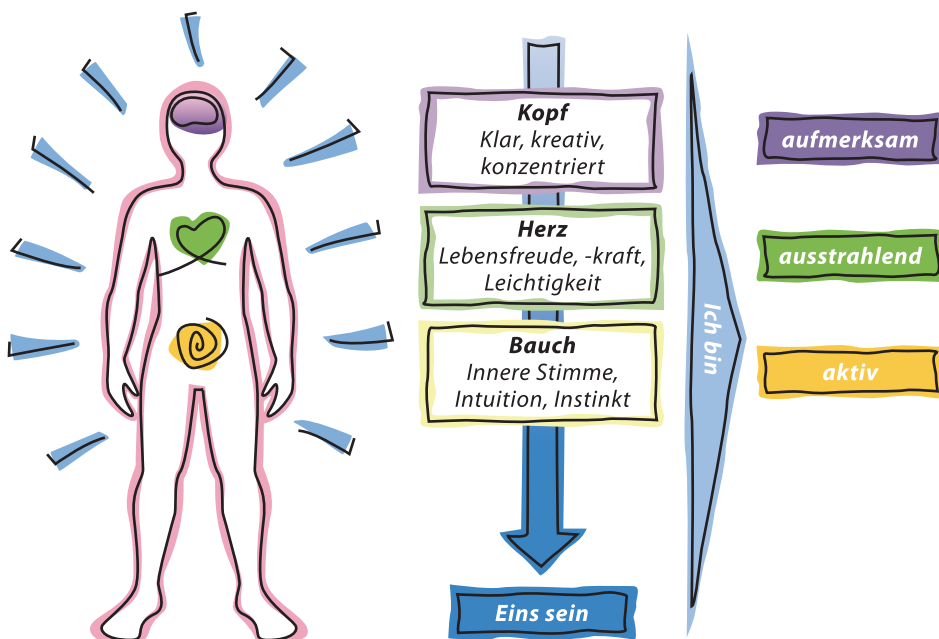 Kopf
Klar, kreativ,
konzentriert
Herz
Lebensfreude, -kraft,
Leichtigkeit
Bauch
Innere Stimme,
Intuition, Instinkt
Eins sein
Ich bin
aufmerksam
ausstrahlend
aktiv